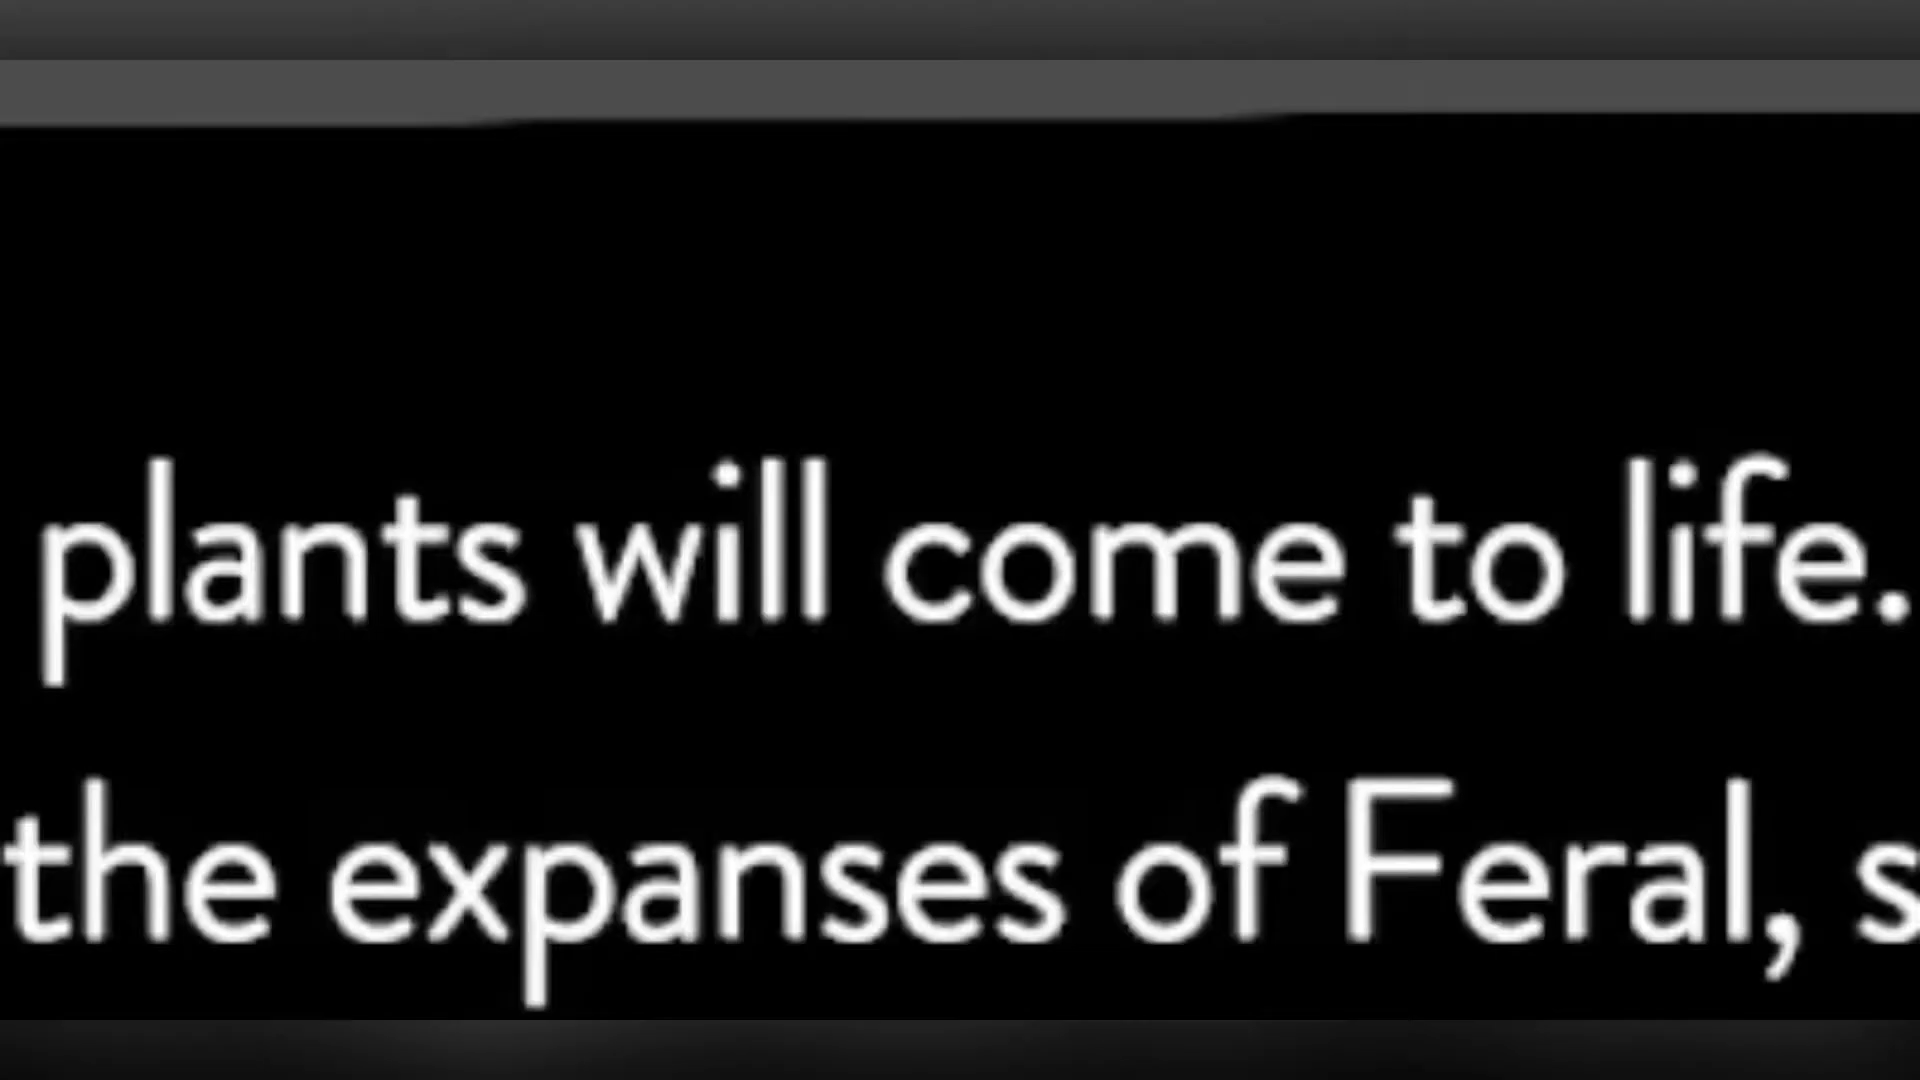 plants will come to life.
the expanses of Feral,